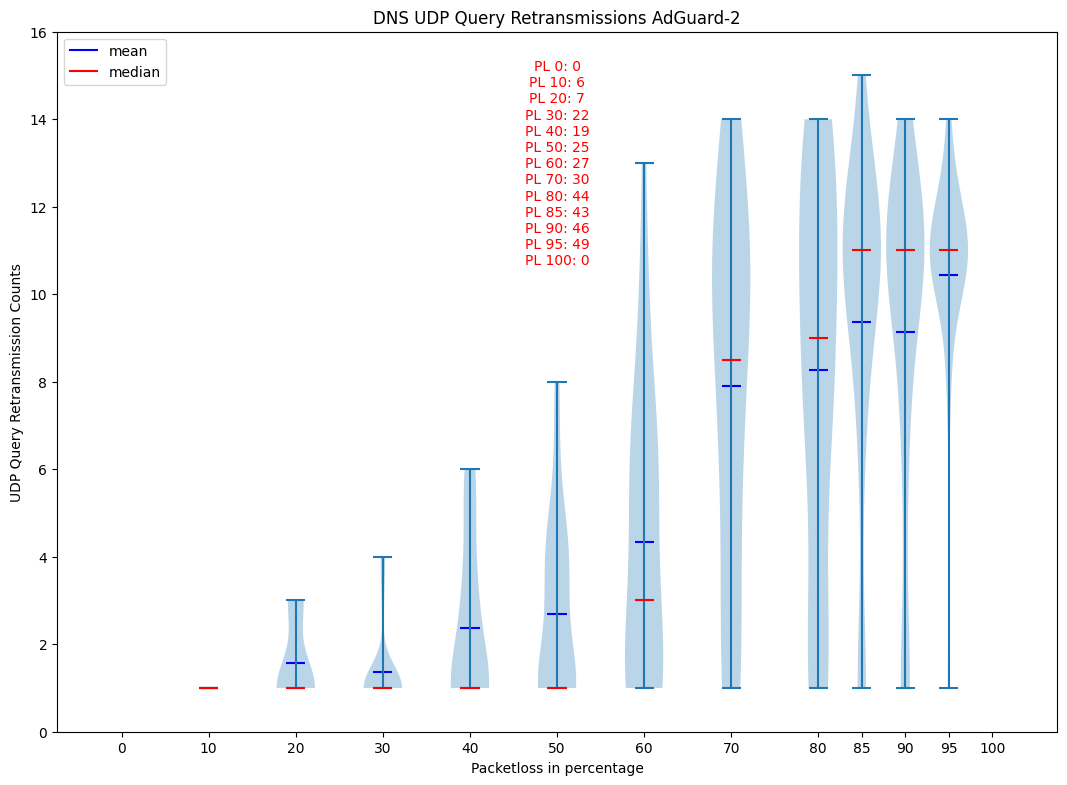 DNS UDP Query Retransmissions AdGuard-2
mean
median
PL 0: 0
PL 10: 6
PL 20: 7
PL 30: 22
PL 40: 19
PL 50: 25
PL 60: 27
PL 70: 30
PL 80: 44
PL 85: 43
PL 90: 46
PL 95: 49
PL 100: 0
UDP Query Retransmission Counts
16
14
12
10
8
6
4
2
0
0 10 20 30 40 50 60 70 80 85 90 95 100
Packetloss in percentage